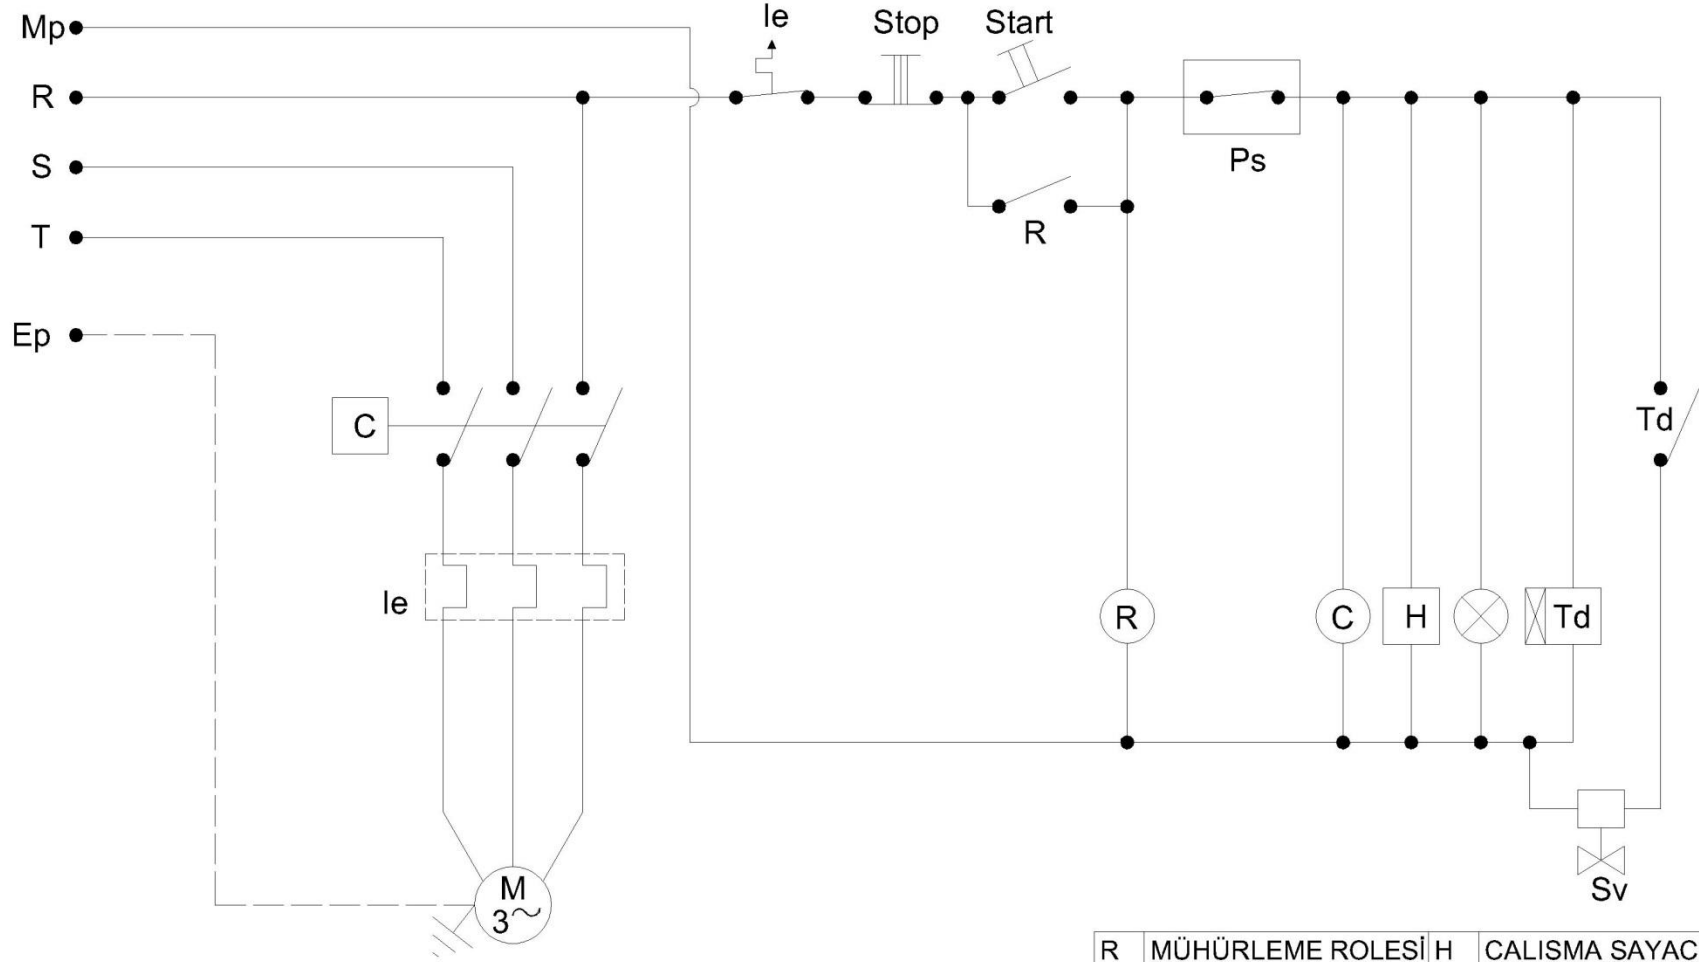 Mp
Ie
Stop
Start
R
Ps
S
T
R
Ep
C
Td
Ie
R
C
H
Td
M
3~
Sv
R MÜHÜRLEME ROLESİ H CALISMA SAYAC